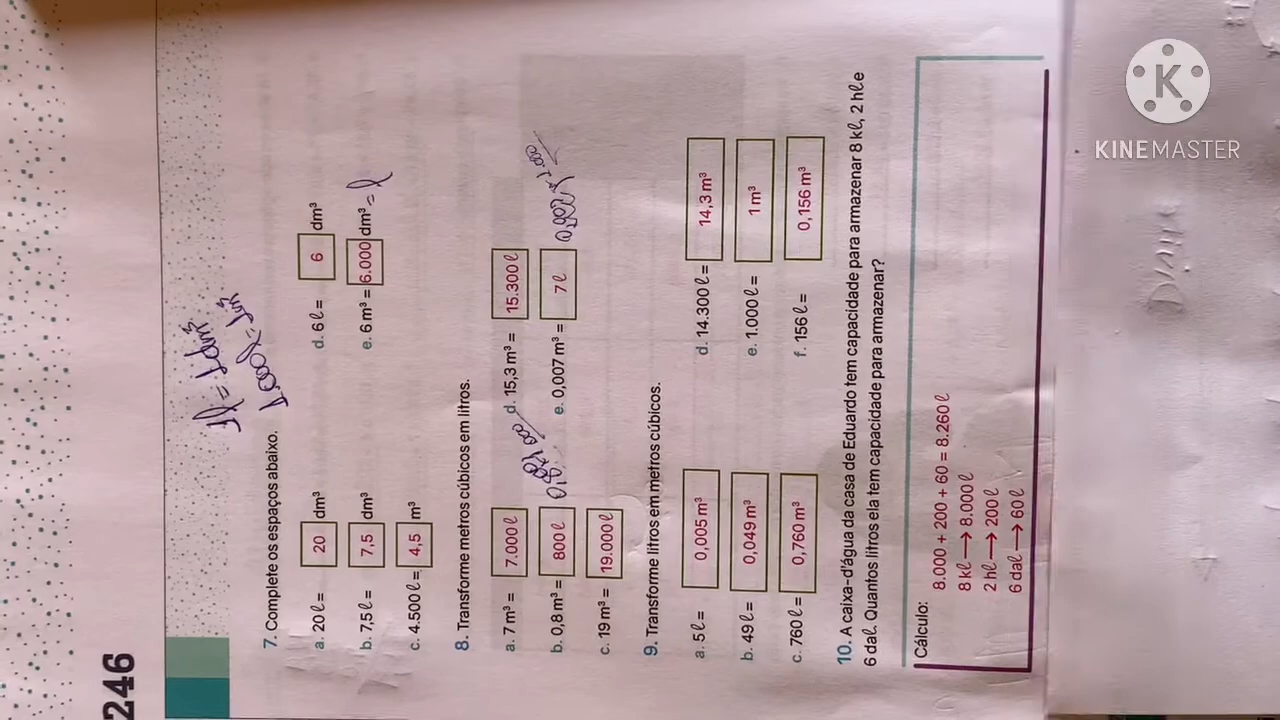 246
1ℓ = 1dm³
1.000ℓ = 1m³
7. Complete os espaços abaixo.
a. 20 ℓ = 20 dm³
d. 6 ℓ = 6 dm³
b. 7,5 ℓ = 7,5 dm³
e. 6 m³ = 6.000 dm³ = ℓ
c. 4.500 ℓ = 4,5 m³
8. Transforme metros cúbicos em litros.
a. 7 m³ = 7.000 ℓ
d. 15,3 m³ = 15.300 ℓ
b. 0,8 m³ = 800 ℓ
e. 0,007 m³ = 7 ℓ
c. 19 m³ = 19.000 ℓ
9. Transforme litros em metros cúbicos.
a. 5 ℓ = 0,005 m³
d. 14.300 ℓ = 14,3 m³
b. 49 ℓ = 0,049 m³
e. 1.000 ℓ = 1 m³
c. 760 ℓ = 0,760 m³
f. 156 ℓ = 0,156 m³
10. A caixa-d'água da casa de Eduardo tem capacidade para armazenar 8 kℓ, 2 hℓ e
6 daℓ. Quantos litros ela tem capacidade para armazenar?
Cálculo:
8.000 + 200 + 60 = 8.260 ℓ
8 kℓ → 8.000 ℓ
2 hℓ → 200 ℓ
6 daℓ → 60 ℓ
K
KINEMASTER